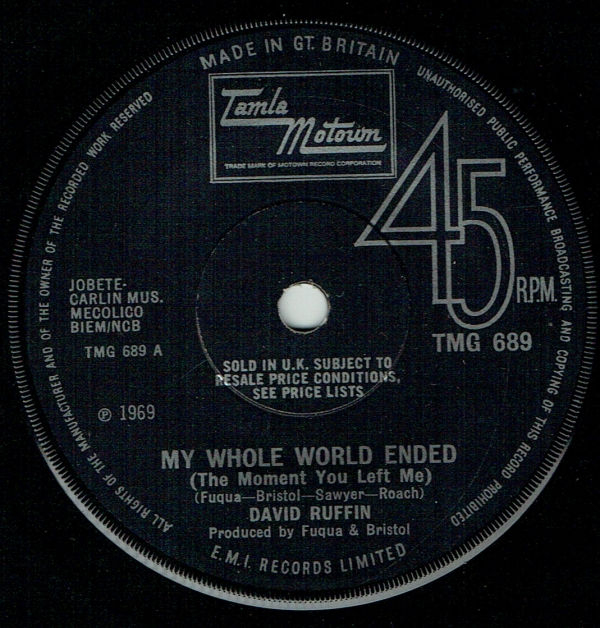 MADE IN GT. BRITAIN
UNAUTHORISED PUBLIC PERFORMANCE BROADCASTING AND COPYING OF THIS RECORD PROHIBITED
ALL RIGHTS OF THE MANUFACTURER AND OF THE OWNER OF THE RECORDED WORK RESERVED
Tamla
Motown
TRADE MARK OF MOTOWN RECORD CORPORATION
45
R.P.M.
TMG 689
JOBETE-
CARLIN MUS.
MECOLICO
BIEM/NCB
TMG 689 A
SOLD IN U.K. SUBJECT TO
RESALE PRICE CONDITIONS,
SEE PRICE LISTS
℗ 1969
MY WHOLE WORLD ENDED
(The Moment You Left Me)
(Fuqua—Bristol—Sawyer—Roach)
DAVID RUFFIN
Produced by Fuqua & Bristol
E.M.I. RECORDS LIMITED